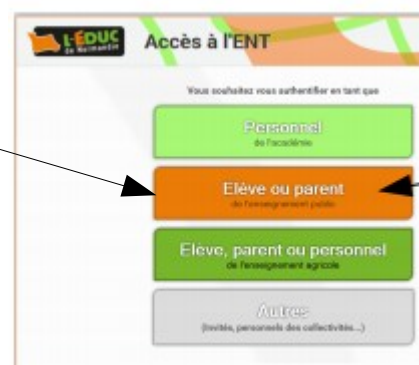 L'ÉDUC
de Normandie
Accès à l'ENT
Vous souhaitez vous authentifier en tant que
Personnel
de l'académie
Elève ou parent
de l'enseignement public
Elève, parent ou personnel
de l'enseignement agricole
Autres
(Invités, personnels des collectivités...)